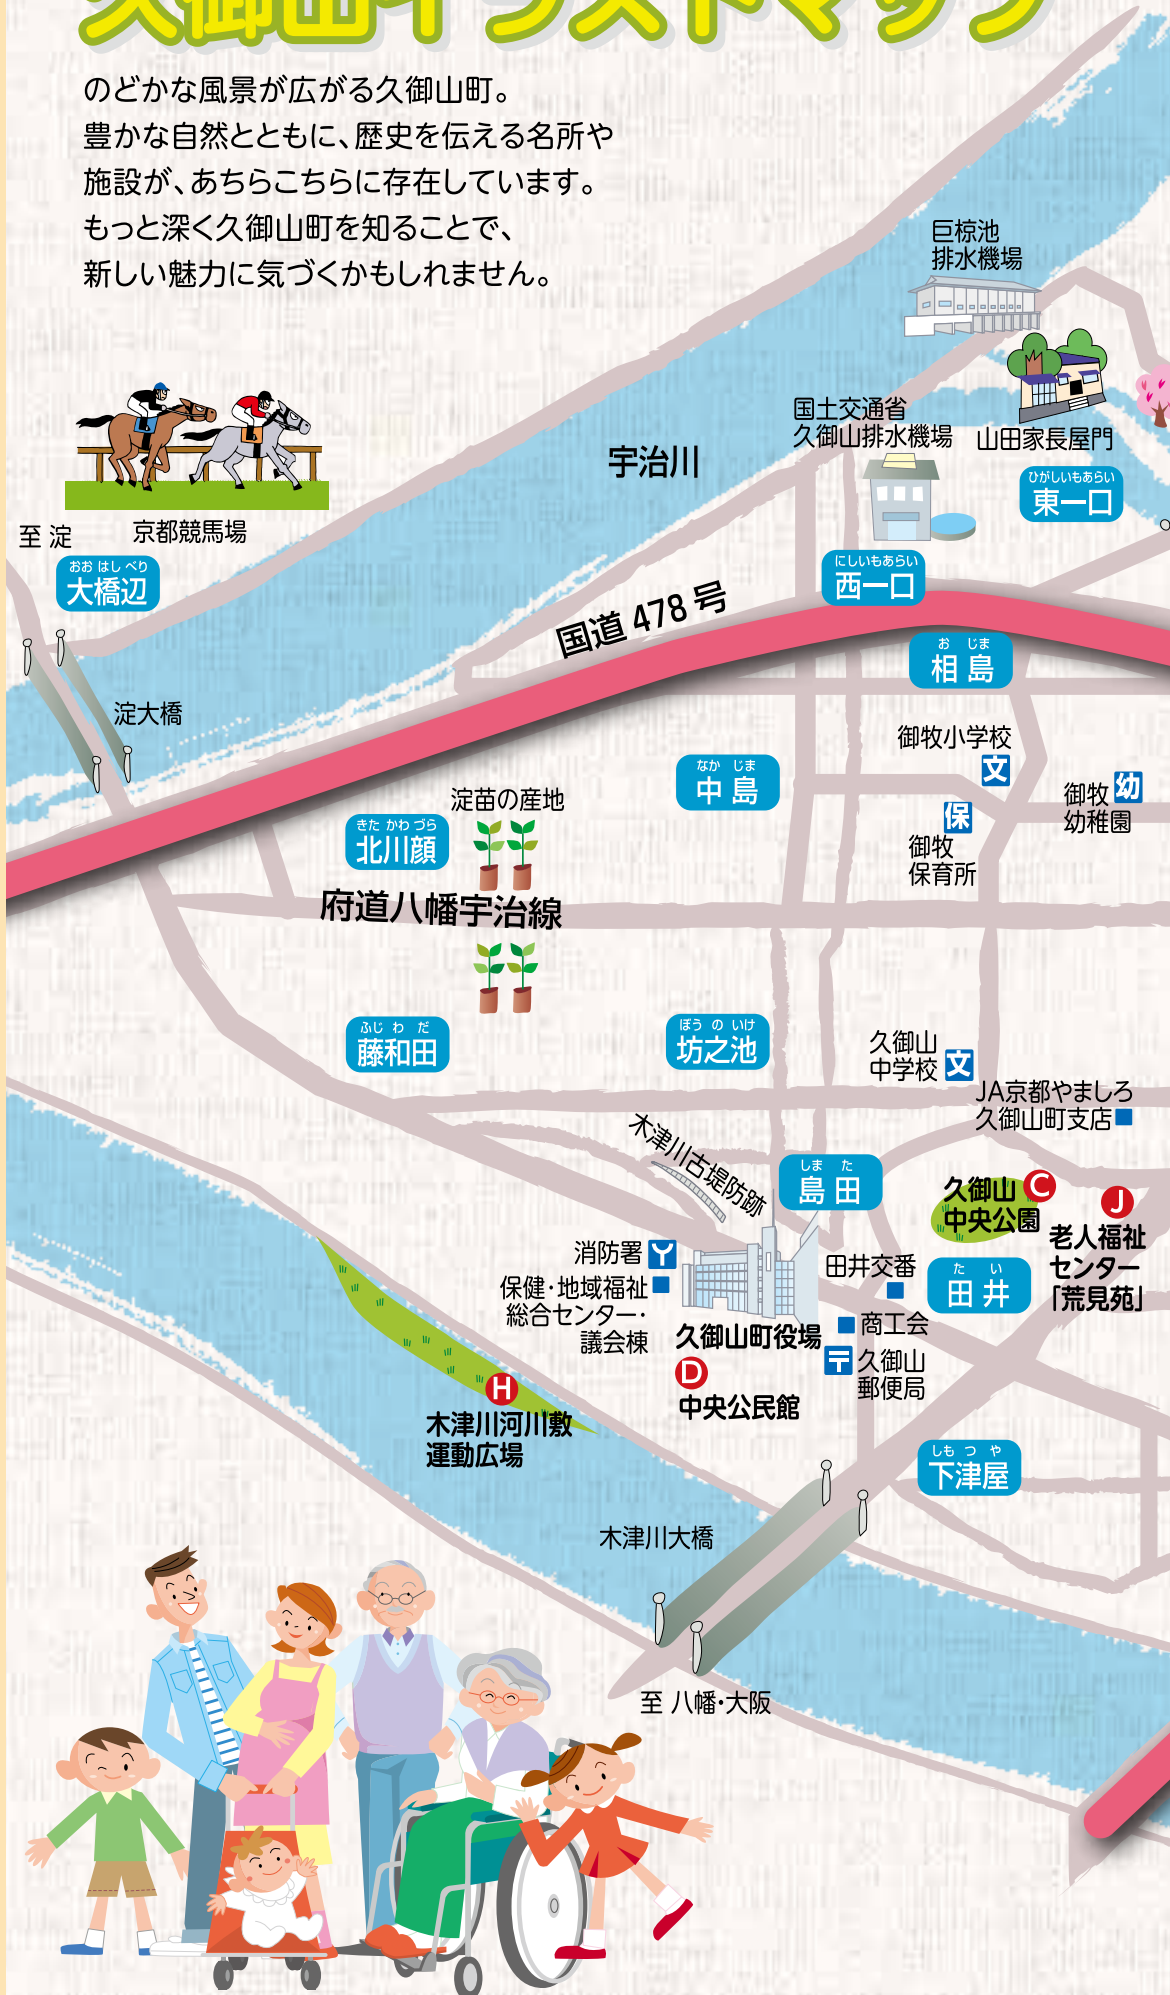 久御山イラストマップ
のどかな風景が広がる久御山町。
豊かな自然とともに、歴史を伝える名所や
施設が、あちらこちらに存在しています。
もっと深く久御山町を知ることで、
新しい魅力に気づくかもしれません。
巨椋池
排水機場
国土交通省
久御山排水機場
山田家長屋門
ひがしいもあらい
東一口
宇治川
京都競馬場
至 淀
おお はし べり
大橋辺
にしいもあらい
西一口
国道 478 号
お じま
相島
淀大橋
御牧小学校
文
なか じま
中島
御牧
幼稚園
幼
保
御牧
保育所
淀苗の産地
きた かわ づら
北川顔
府道八幡宇治線
ふじ わ だ
藤和田
ぼう の いけ
坊之池
久御山
中学校
文
JA京都やましろ
久御山町支店
木津川古堤防跡
しま た
島田
久御山
中央公園
C
J
老人福祉
センター
「荒見苑」
消防署
保健・地域福祉
総合センター・
議会棟
田井交番
た い
田井
商工会
久御山町役場
D
中央公民館
〒
久御山
郵便局
H
木津川河川敷
運動広場
しも つ や
下津屋
木津川大橋
至 八幡・大阪